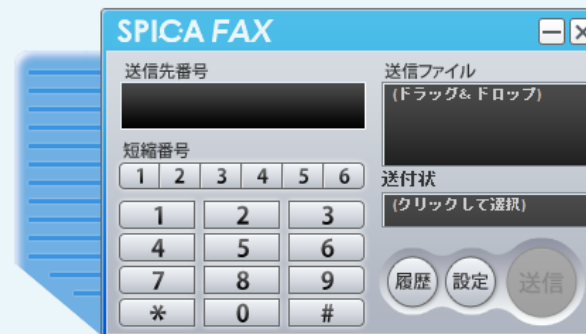 SPICA FAX
送信先番号
短縮番号
1 2 3 4 5 6
1 2 3
4 5 6
7 8 9
* 0 #
送信ファイル
(ドラッグ&ドロップ)
送付状
(クリックして選択)
履歴 設定 送信